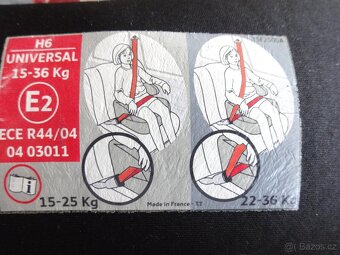 H6
UNIVERSAL
15-36 Kg
E2
ECE R44/04
04 03011
i
15-25 Kg
Made in France - TT
22-36 Kg
bazos.cz